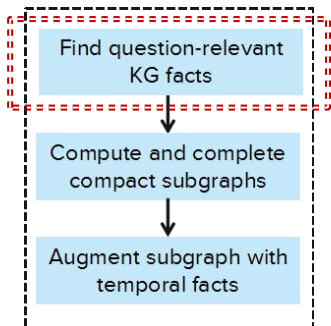 Find question-relevant
KG facts
Compute and complete
compact subgraphs
Augment subgraph with
temporal facts